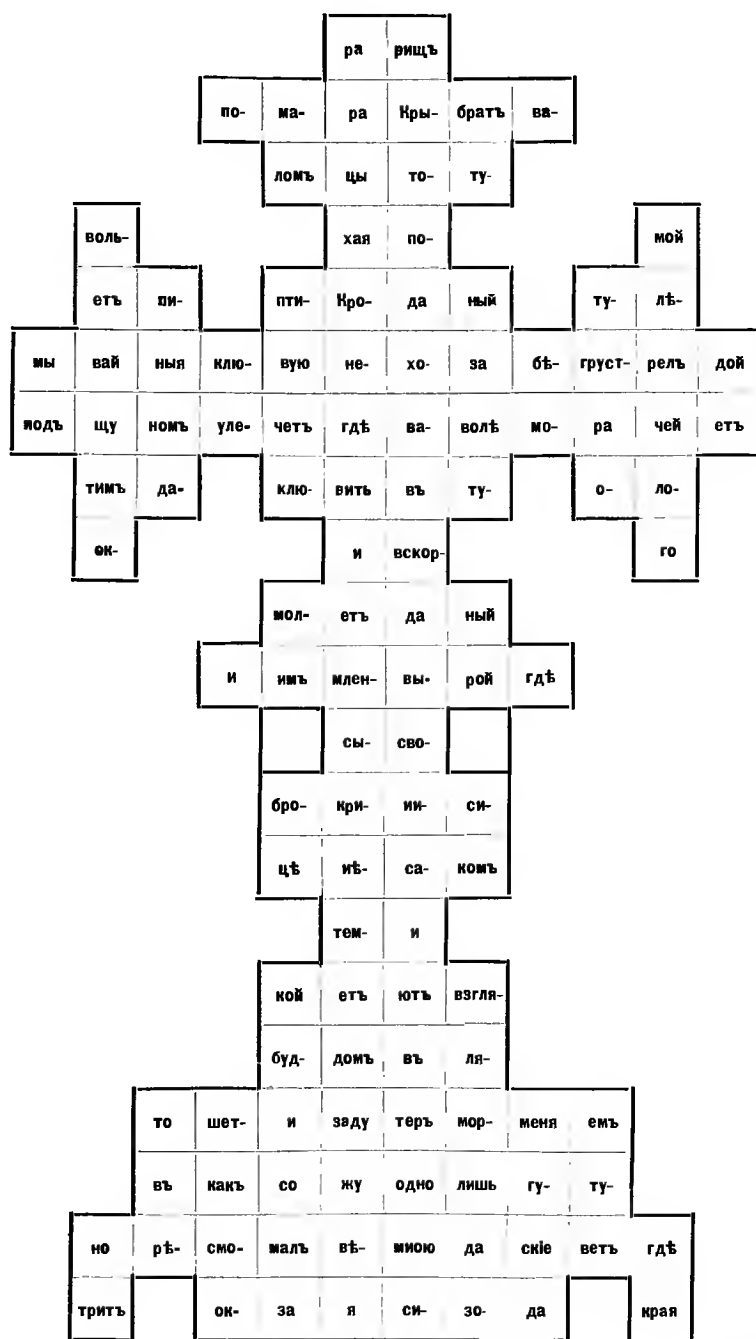 ра рищъ
по- ма- ра Кры- братъ ва-
ломъ цы то- ту-
воль- хая по- мой
етъ пи- пти- Кро- да ный ту- лѣ-
мы вай ныя клю- вую не- хо- за бѣ- груст- релъ дой
подъ щу номъ уле- четъ гдѣ ва- волѣ мо- ра чей етъ
тимъ да- клю- вить въ ту- о- ло-
ок- и вскор- го
мол- етъ да ный
и имъ млен- вы- рой гдѣ
сы- сво-
бро- кри- ни- си-
цѣ нѣ- са- комъ
тем- и
кой етъ ютъ взгля-
буд- домъ въ ля-
то шет- и заду теръ мор- меня емъ
въ какъ со жу одно лишь гу- ту-
но рѣ- смо- малъ вѣ- мною да скіе ветъ гдѣ
тритъ ок- за я си- зо- да края